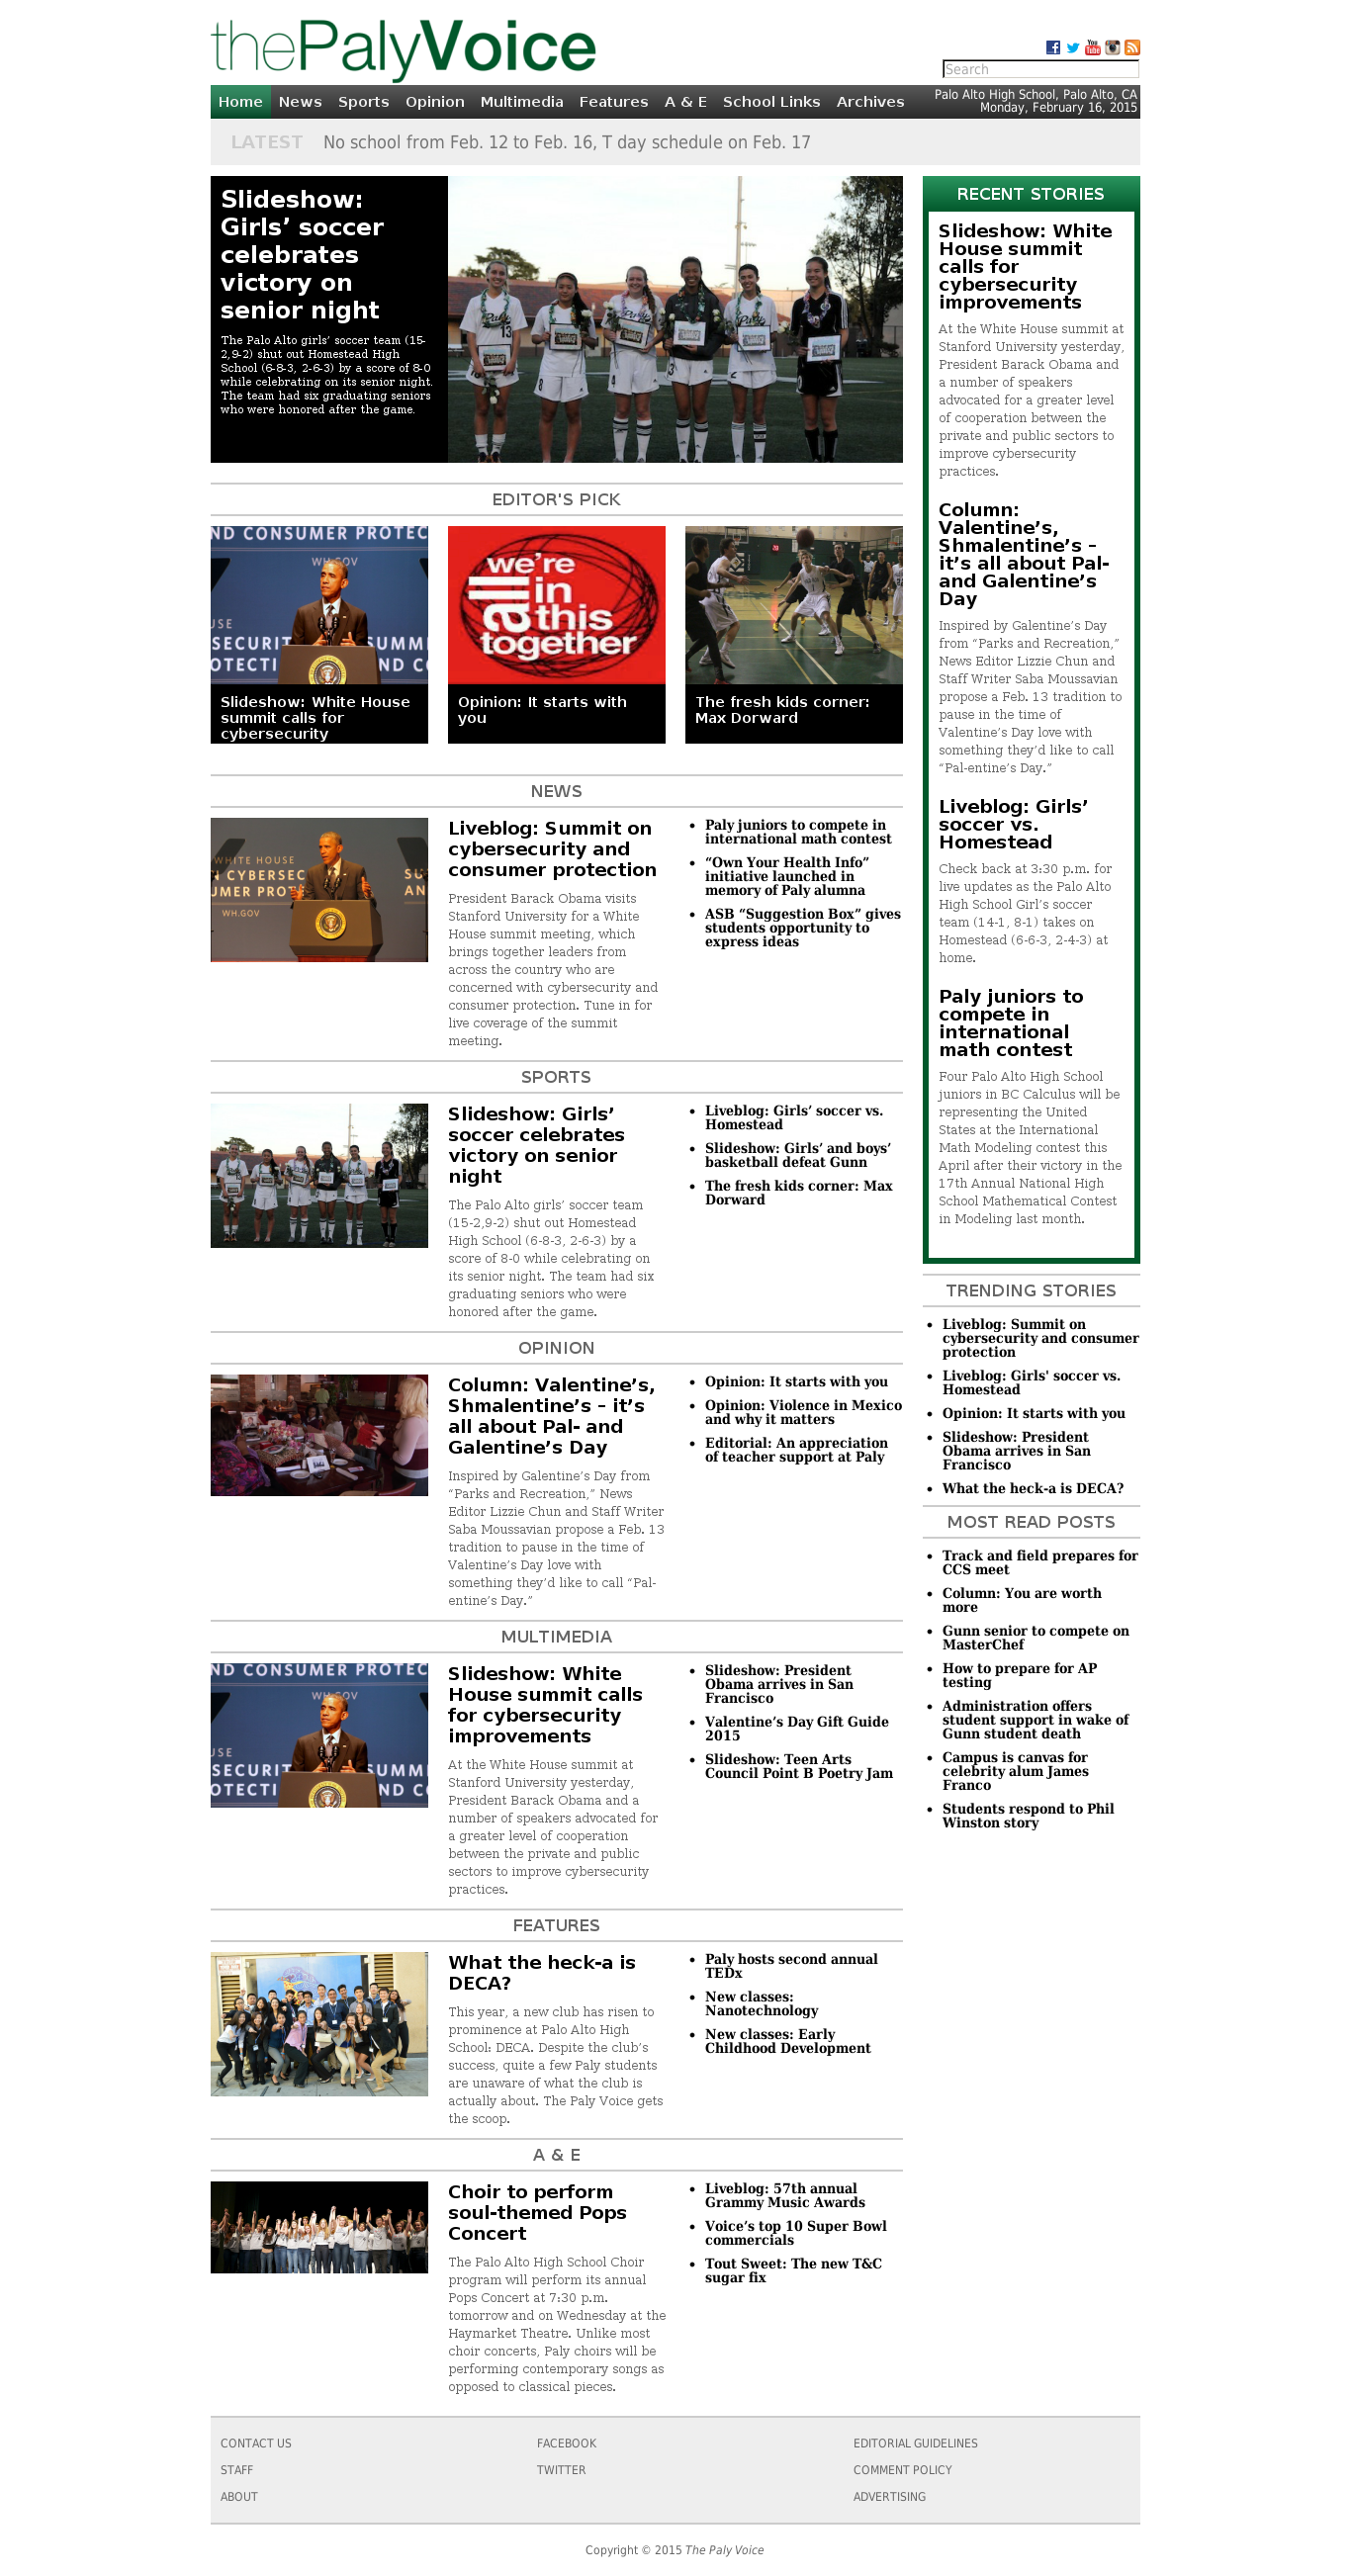 thePalyVoice
Search
Home News Sports Opinion Multimedia Features A & E School Links Archives
Palo Alto High School, Palo Alto, CA
Monday, February 16, 2015
LATEST No school from Feb. 12 to Feb. 16, T day schedule on Feb. 17
Slideshow:
Girls’ soccer
celebrates
victory on
senior night
The Palo Alto girls’ soccer team (15-
2,9-2) shut out Homestead High
School (6-8-3, 2-6-3) by a score of 8-0
while celebrating on its senior night.
The team had six graduating seniors
who were honored after the game.
EDITOR'S PICK
ND CONSUMER PROTEC
WH.GOV
OUSE
SECURIT SUMM
OTECTI ND CO
Slideshow: White House
summit calls for
cybersecurity
we're
in
all this
together
Opinion: It starts with
you
The fresh kids corner:
Max Dorward
NEWS
WHITE HOUSE
N CYBERSEC
UMER PROT
WH.GOV
Liveblog: Summit on
cybersecurity and
consumer protection
President Barack Obama visits
Stanford University for a White
House summit meeting, which
brings together leaders from
across the country who are
concerned with cybersecurity and
consumer protection. Tune in for
live coverage of the summit
meeting.
Paly juniors to compete in
international math contest
“Own Your Health Info”
initiative launched in
memory of Paly alumna
ASB “Suggestion Box” gives
students opportunity to
express ideas
SPORTS
Slideshow: Girls’
soccer celebrates
victory on senior
night
The Palo Alto girls’ soccer team
(15-2,9-2) shut out Homestead
High School (6-8-3, 2-6-3) by a
score of 8-0 while celebrating on
its senior night. The team had six
graduating seniors who were
honored after the game.
Liveblog: Girls’ soccer vs.
Homestead
Slideshow: Girls’ and boys’
basketball defeat Gunn
The fresh kids corner: Max
Dorward
OPINION
Column: Valentine’s,
Shmalentine’s – it’s
all about Pal- and
Galentine’s Day
Inspired by Galentine’s Day from
“Parks and Recreation,” News
Editor Lizzie Chun and Staff Writer
Saba Moussavian propose a Feb. 13
tradition to pause in the time of
Valentine’s Day love with
something they’d like to call “Pal-
entine’s Day.”
Opinion: It starts with you
Opinion: Violence in Mexico
and why it matters
Editorial: An appreciation
of teacher support at Paly
MULTIMEDIA
ND CONSUMER PROTEC
WH.GOV
OUSE
SECURIT SUMM
OTECTI ND CO
Slideshow: White
House summit calls
for cybersecurity
improvements
At the White House summit at
Stanford University yesterday,
President Barack Obama and a
number of speakers advocated for
a greater level of cooperation
between the private and public
sectors to improve cybersecurity
practices.
Slideshow: President
Obama arrives in San
Francisco
Valentine’s Day Gift Guide
2015
Slideshow: Teen Arts
Council Point B Poetry Jam
FEATURES
What the heck-a is
DECA?
This year, a new club has risen to
prominence at Palo Alto High
School: DECA. Despite the club’s
success, quite a few Paly students
are unaware of what the club is
actually about. The Paly Voice gets
the scoop.
Paly hosts second annual
TEDx
New classes:
Nanotechnology
New classes: Early
Childhood Development
A & E
Choir to perform
soul-themed Pops
Concert
The Palo Alto High School Choir
program will perform its annual
Pops Concert at 7:30 p.m.
tomorrow and on Wednesday at the
Haymarket Theatre. Unlike most
choir concerts, Paly choirs will be
performing contemporary songs as
opposed to classical pieces.
Liveblog: 57th annual
Grammy Music Awards
Voice’s top 10 Super Bowl
commercials
Tout Sweet: The new T&C
sugar fix
RECENT STORIES
Slideshow: White
House summit
calls for
cybersecurity
improvements
At the White House summit at
Stanford University yesterday,
President Barack Obama and
a number of speakers
advocated for a greater level
of cooperation between the
private and public sectors to
improve cybersecurity
practices.
Column:
Valentine’s,
Shmalentine’s –
it’s all about Pal-
and Galentine’s
Day
Inspired by Galentine’s Day
from “Parks and Recreation,”
News Editor Lizzie Chun and
Staff Writer Saba Moussavian
propose a Feb. 13 tradition to
pause in the time of
Valentine’s Day love with
something they’d like to call
“Pal-entine’s Day.”
Liveblog: Girls’
soccer vs.
Homestead
Check back at 3:30 p.m. for
live updates as the Palo Alto
High School Girl’s soccer
team (14-1, 8-1) takes on
Homestead (6-6-3, 2-4-3) at
home.
Paly juniors to
compete in
international
math contest
Four Palo Alto High School
juniors in BC Calculus will be
representing the United
States at the International
Math Modeling contest this
April after their victory in the
17th Annual National High
School Mathematical Contest
in Modeling last month.
TRENDING STORIES
Liveblog: Summit on
cybersecurity and consumer
protection
Liveblog: Girls' soccer vs.
Homestead
Opinion: It starts with you
Slideshow: President
Obama arrives in San
Francisco
What the heck-a is DECA?
MOST READ POSTS
Track and field prepares for
CCS meet
Column: You are worth
more
Gunn senior to compete on
MasterChef
How to prepare for AP
testing
Administration offers
student support in wake of
Gunn student death
Campus is canvas for
celebrity alum James
Franco
Students respond to Phil
Winston story
CONTACT US FACEBOOK EDITORIAL GUIDELINES
STAFF TWITTER COMMENT POLICY
ABOUT ADVERTISING
Copyright © 2015 The Paly Voice